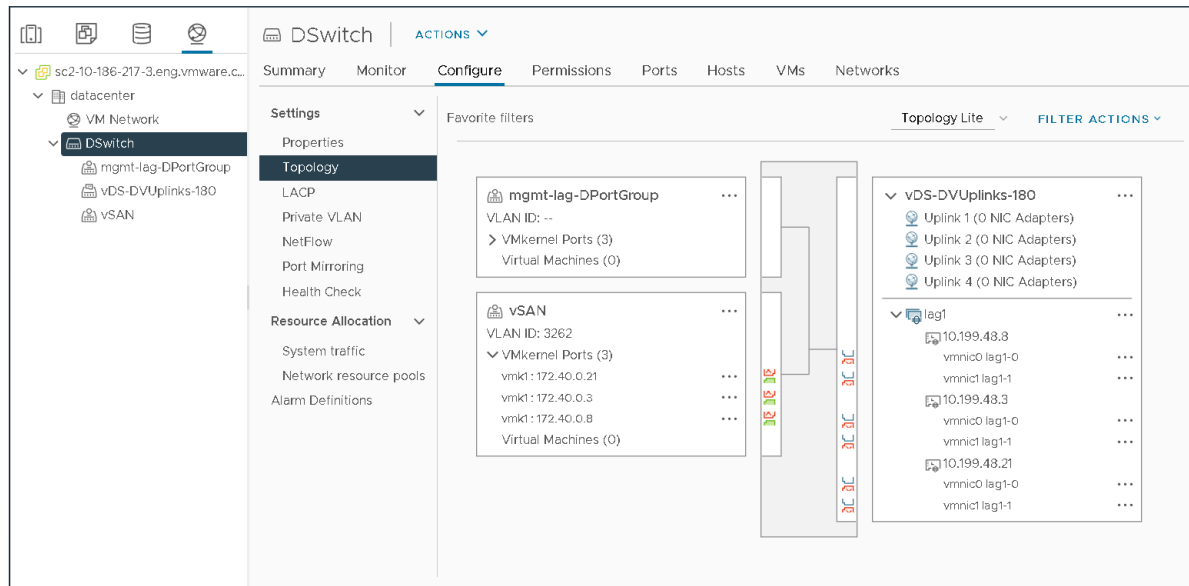 sc2-10-186-217-3.eng.vmware.c...
datacenter
VM Network
DSwitch
mgmt-lag-DPortGroup
vDS-DVUplinks-180
vSAN
DSwitch
ACTIONS
Summary Monitor Configure Permissions Ports Hosts VMs Networks
Settings
Properties
Topology
LACP
Private VLAN
NetFlow
Port Mirroring
Health Check
Resource Allocation
System traffic
Network resource pools
Alarm Definitions
Favorite filters
Topology Lite
FILTER ACTIONS
mgmt-lag-DPortGroup ...
VLAN ID: --
VMkernel Ports (3)
Virtual Machines (0)
vSAN ...
VLAN ID: 3262
VMkernel Ports (3)
vmk1 : 172.40.0.21 ...
vmk1 : 172.40.0.3 ...
vmk1 : 172.40.0.8 ...
Virtual Machines (0)
vDS-DVUplinks-180 ...
Uplink 1 (0 NIC Adapters)
Uplink 2 (0 NIC Adapters)
Uplink 3 (0 NIC Adapters)
Uplink 4 (0 NIC Adapters)
lag1 ...
10.199.48.8
vmnic0 lag1-0 ...
vmnic1 lag1-1 ...
10.199.48.3
vmnic0 lag1-0 ...
vmnic1 lag1-1 ...
10.199.48.21
vmnic0 lag1-0 ...
vmnic1 lag1-1 ...